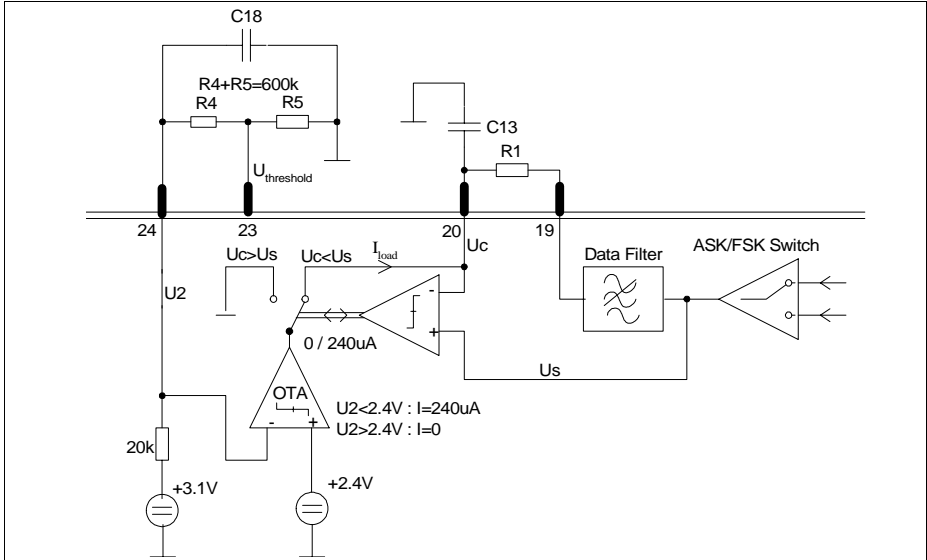 C18
R4+R5=600k
R4
R5
C13
R1
Uthreshold
24
23
20
Uc
19
ASK/FSK Switch
Uc>Us
Uc<Us
Iload
Data Filter
U2
-
+
0 / 240uA
Us
OTA
U2<2.4V : I=240uA
U2>2.4V : I=0
-
+
20k
+3.1V
+2.4V